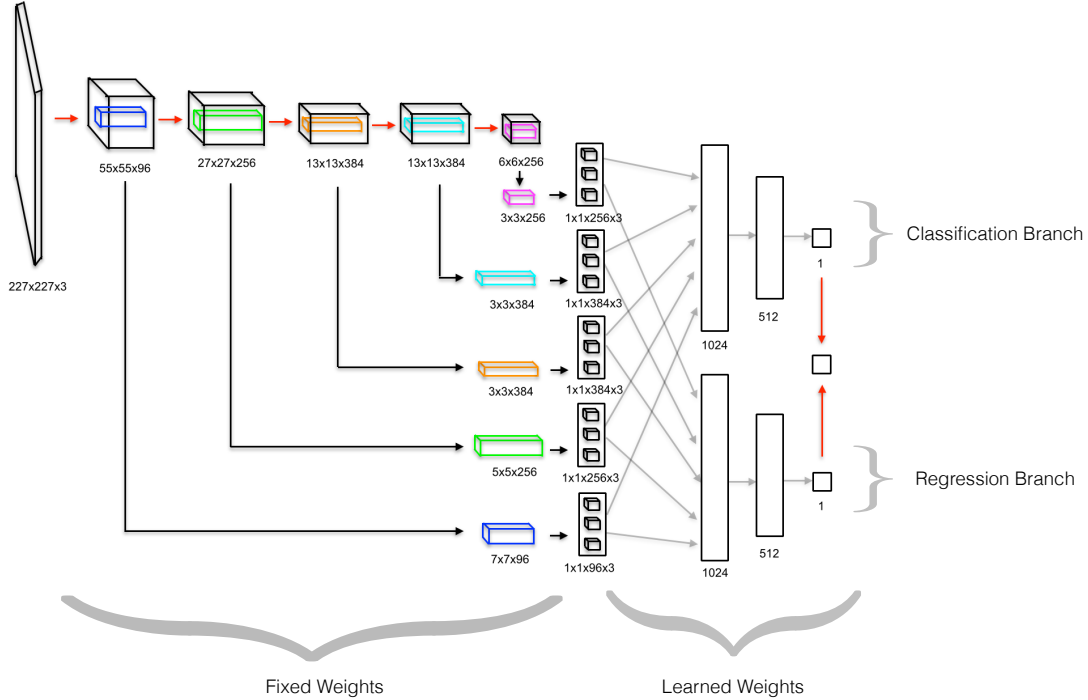 227x227x3
55x55x96
27x27x256
13x13x384
13x13x384
6x6x256
3x3x256
1x1x256x3
3x3x384
1x1x384x3
3x3x384
1x1x384x3
5x5x256
1x1x256x3
7x7x96
1x1x96x3
1024
512
1
Classification Branch
1024
512
1
Regression Branch
Fixed Weights
Learned Weights